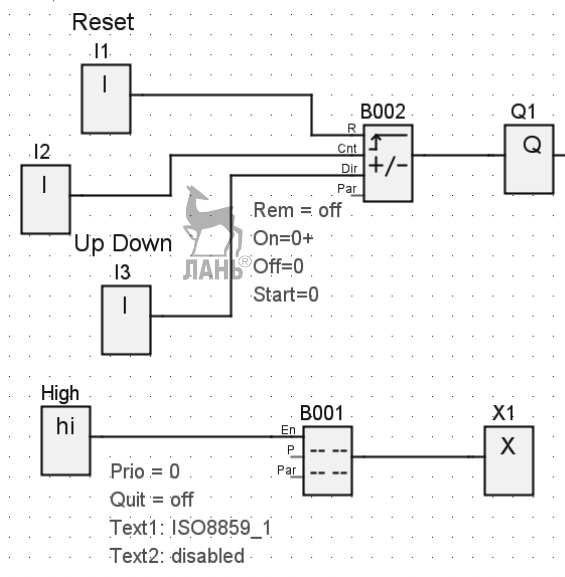 Reset
I1
I
B002
Q1
R
Cnt
Dir
Par
+/-
Q
I2
I
Rem = off
On=0+
Off=0
Start=0
ЛАНЬ®
Up Down
I3
I
High
hi
B001
X1
En
P
Par
X
Prio = 0
Quit = off
Text1: ISO8859_1
Text2: disabled